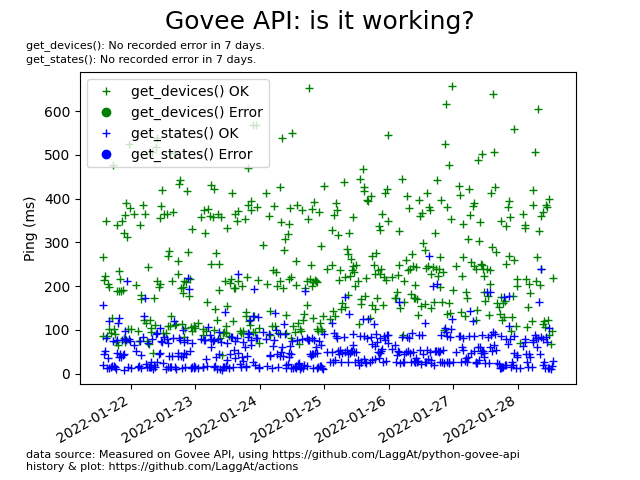 Govee API: is it working?
get_devices(): No recorded error in 7 days.
get_states(): No recorded error in 7 days.
get_devices() OK
get_devices() Error
get_states() OK
get_states() Error
Ping (ms)
600
500
400
300
200
100
0
2022-01-22
2022-01-23
2022-01-24
2022-01-25
2022-01-26
2022-01-27
2022-01-28
data source: Measured on Govee API, using https://github.com/LaggAt/python-govee-api
history & plot: https://github.com/LaggAt/actions